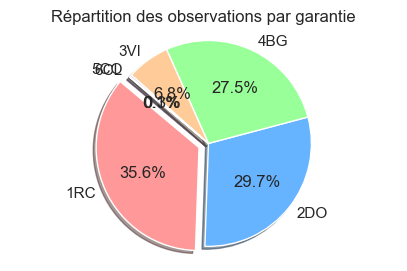 Répartition des observations par garantie
4BG
3VI
6.8%
27.5%
35.6%
29.7%
1RC
2DO